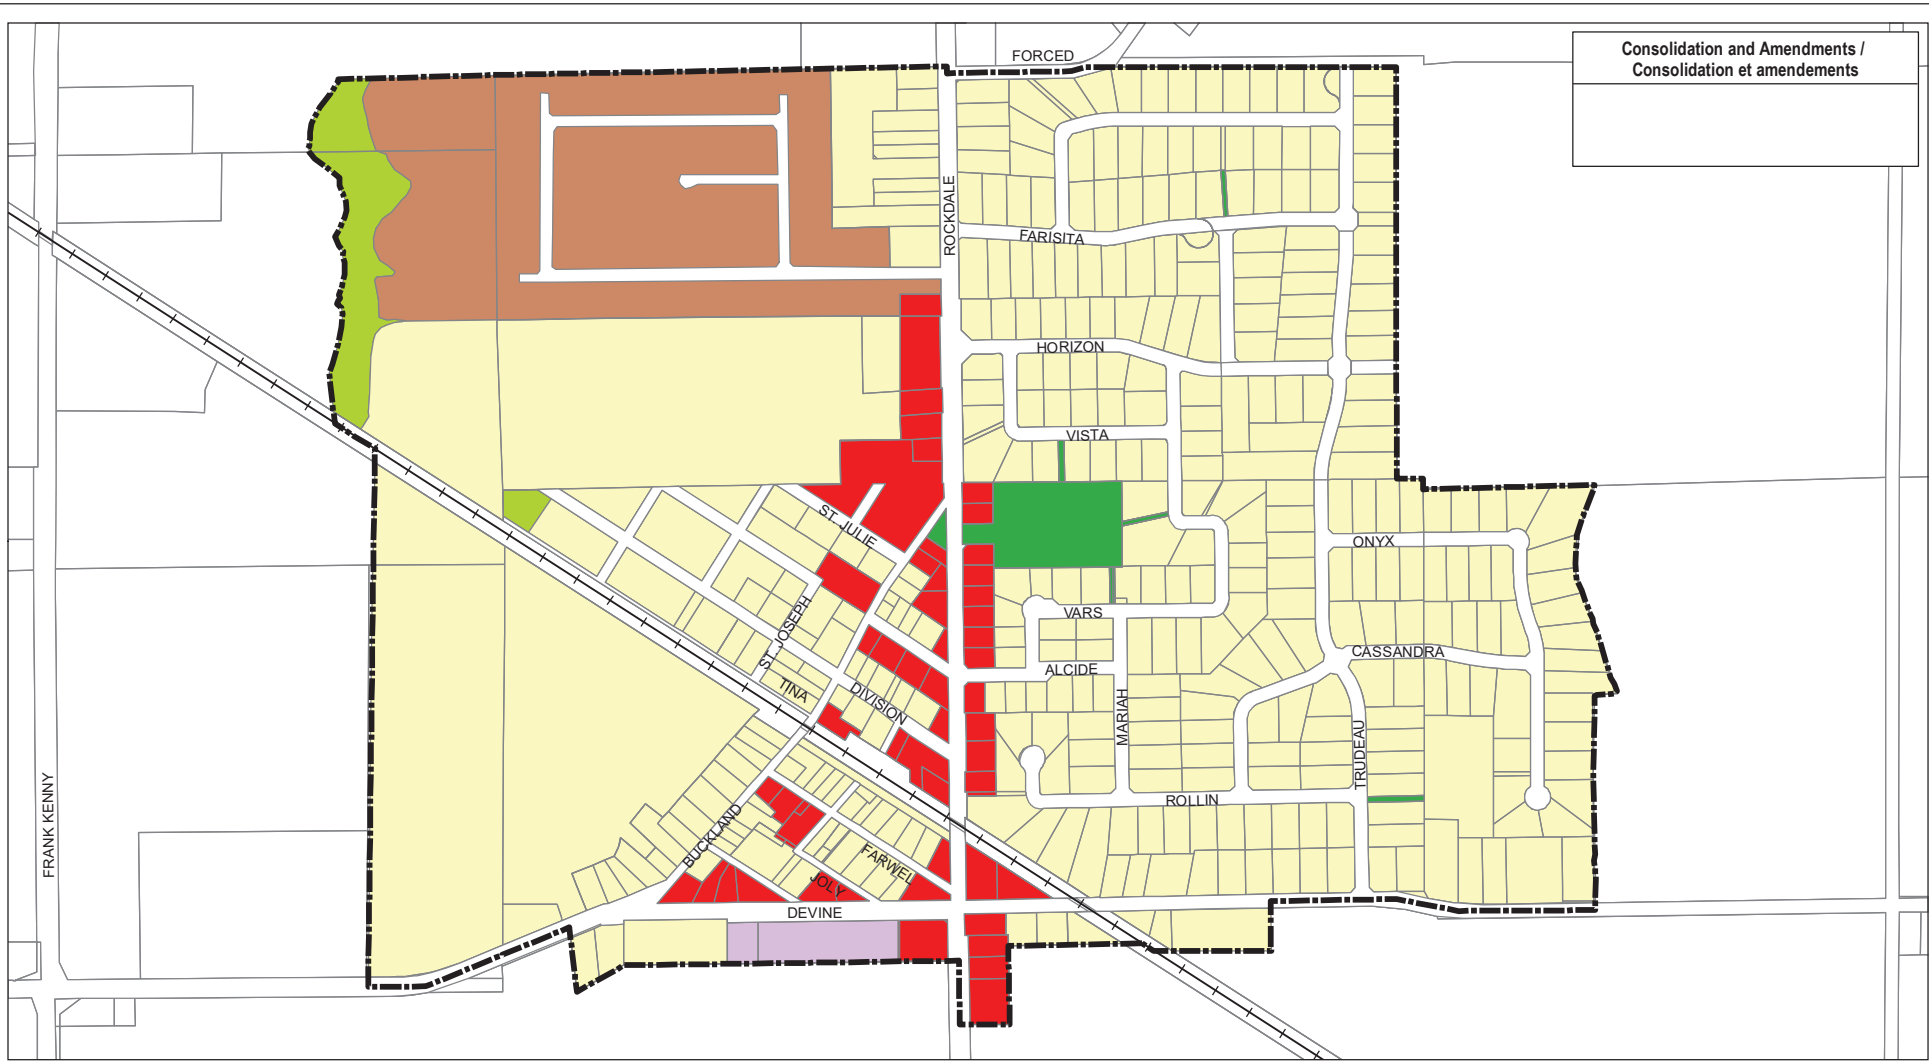 FORCED
Consolidation and Amendments /
Consolidation et amendements
ROCKDALE
FARISITA
HORIZON
VISTA
ST. JULIE
ONYX
ST. JOSEPH
VARS
CASSANDRA
ALCIDE
TINA
DIVISION
MARIAH
TRUDEAU
FRANK KENNY
ROLLIN
BUCKLAND
FARWEL
JOLY
DEVINE